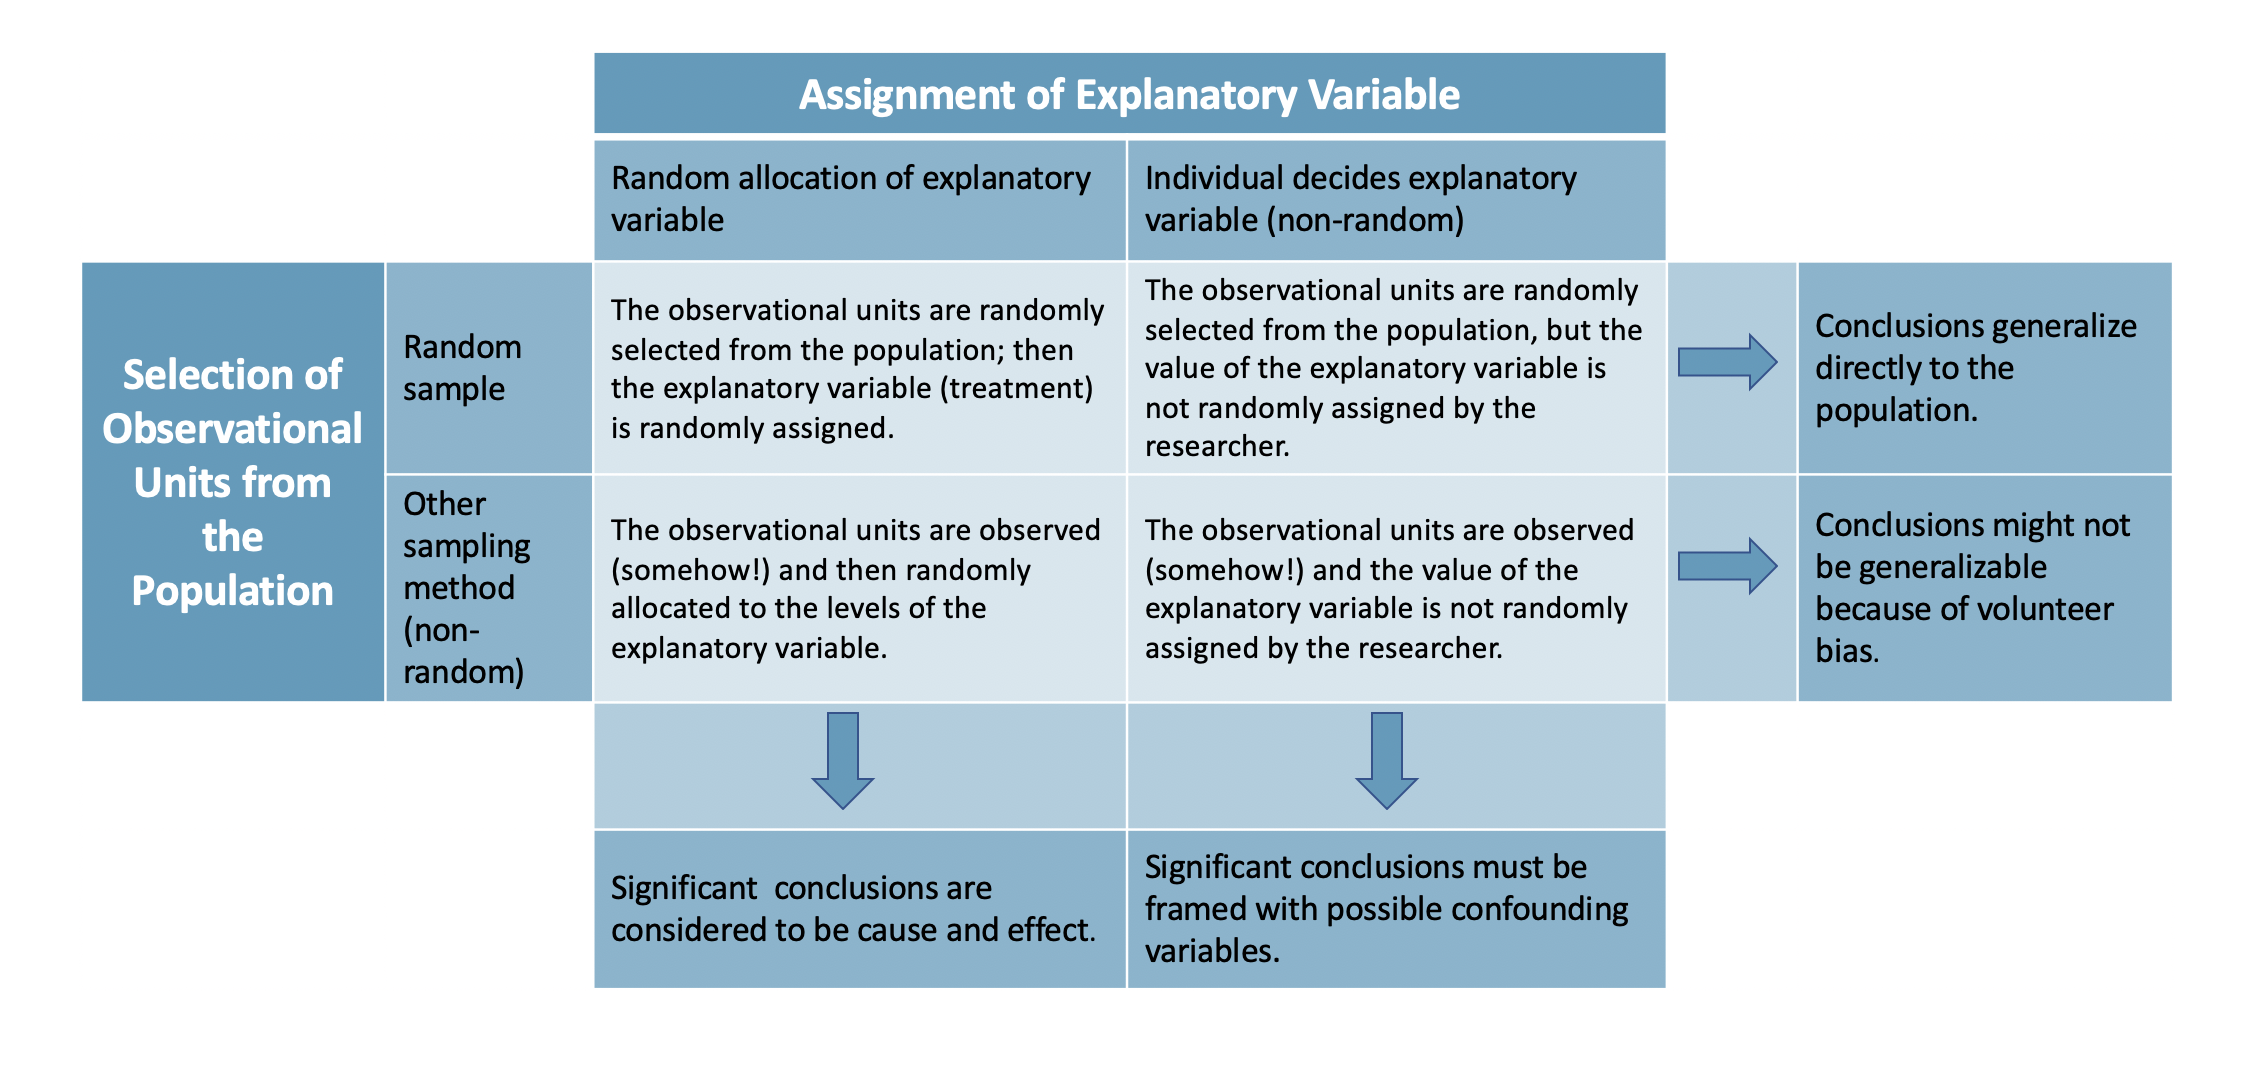 Assignment of Explanatory Variable
Random allocation of explanatory
variable
Individual decides explanatory
variable (non-random)
Selection of
Observational
Units from
the
Population
Random
sample
The observational units are randomly
selected from the population; then
the explanatory variable (treatment)
is randomly assigned.
The observational units are randomly
selected from the population, but the
value of the explanatory variable is
not randomly assigned by the
researcher.
Conclusions generalize
directly to the
population.
Other
sampling
method
(non-
random)
The observational units are observed
(somehow!) and then randomly
allocated to the levels of the
explanatory variable.
The observational units are observed
(somehow!) and the value of the
explanatory variable is not randomly
assigned by the researcher.
Conclusions might not
be generalizable
because of volunteer
bias.
Significant  conclusions are
considered to be cause and effect.
Significant conclusions must be
framed with possible confounding
variables.